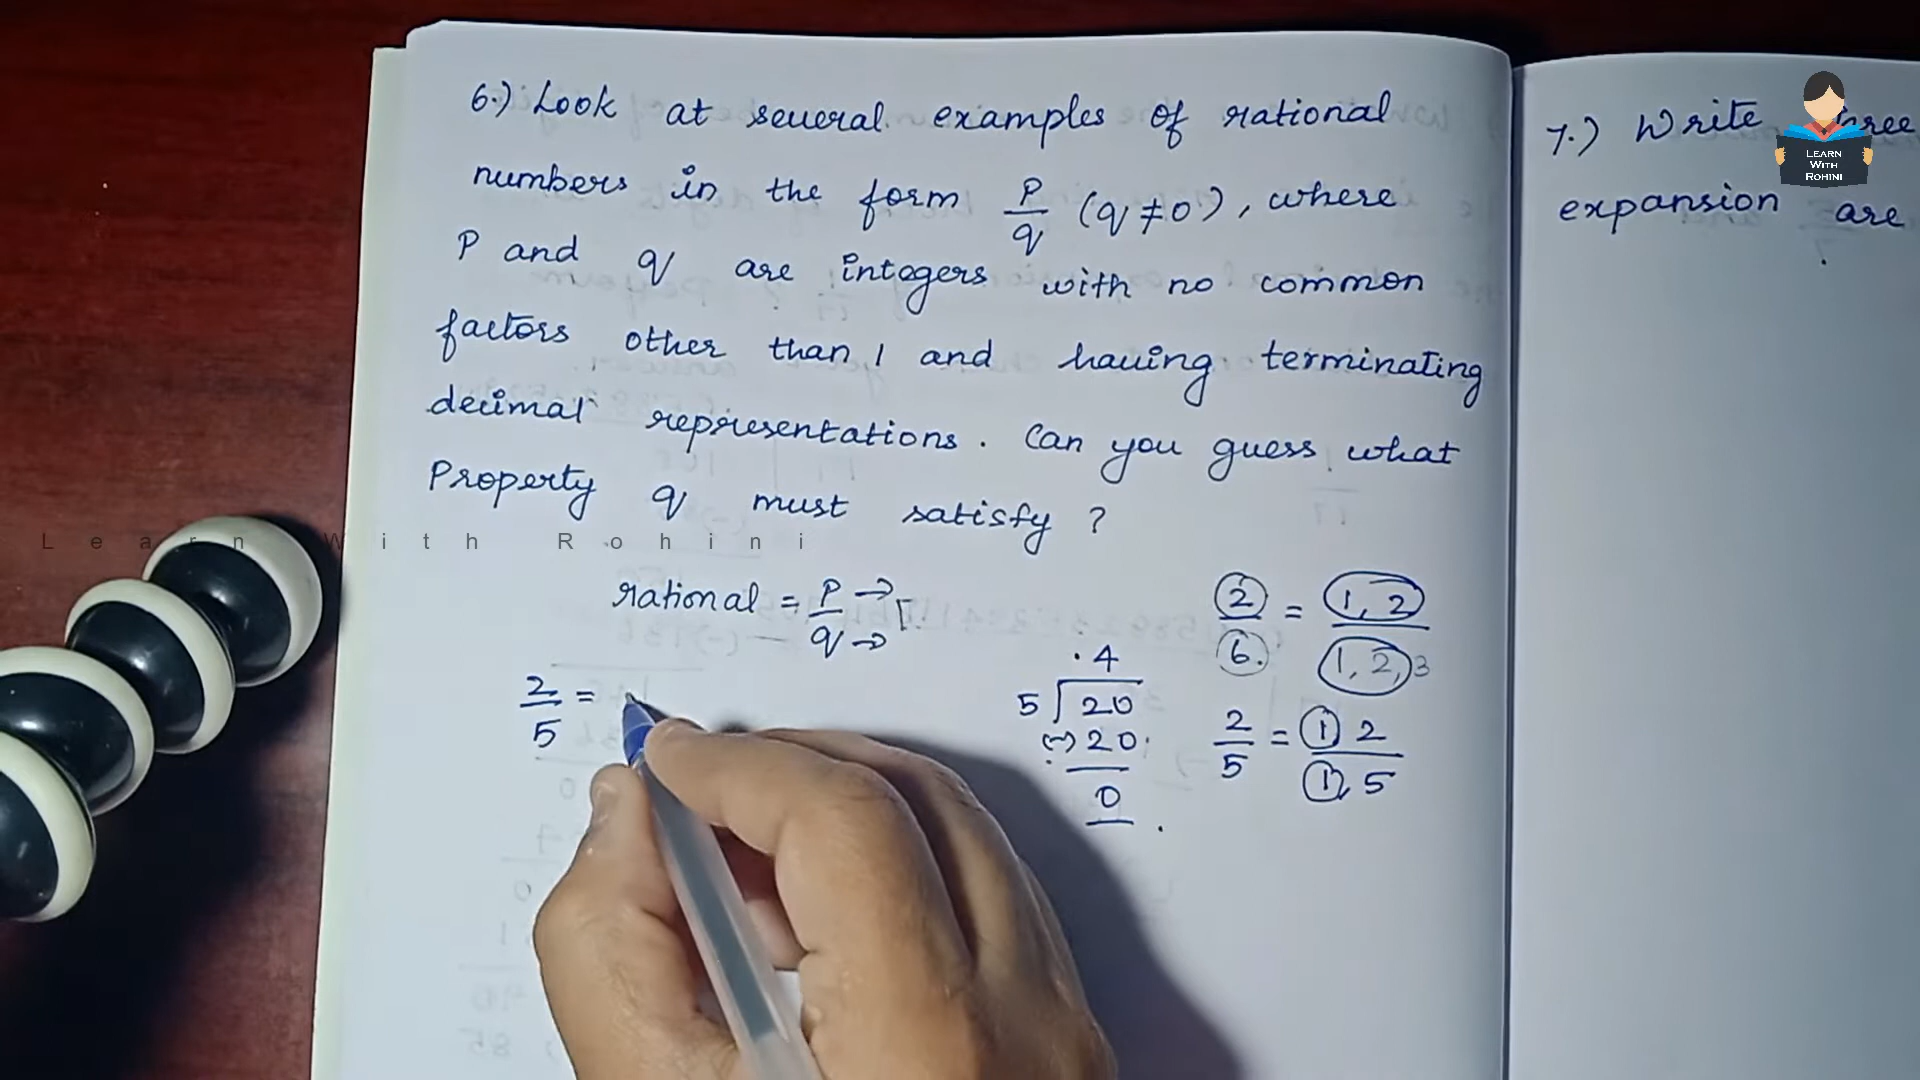 6.) Look at several examples of rational
numbers in the form P/q (q ≠ 0), where
P and q are integers with no common
factors other than 1 and having terminating
decimal representations. Can you guess what
Property q must satisfy ?
rational = P/q → I
→
2/6 = 1, 2 / 1, 2, 3
2/5 =
.4
5 ) 20
(-) 20
0
2/5 = 1 2 / 1, 5
7.) Write three
expansion are
LEARN
WITH
ROHINI
Learn With Rohini